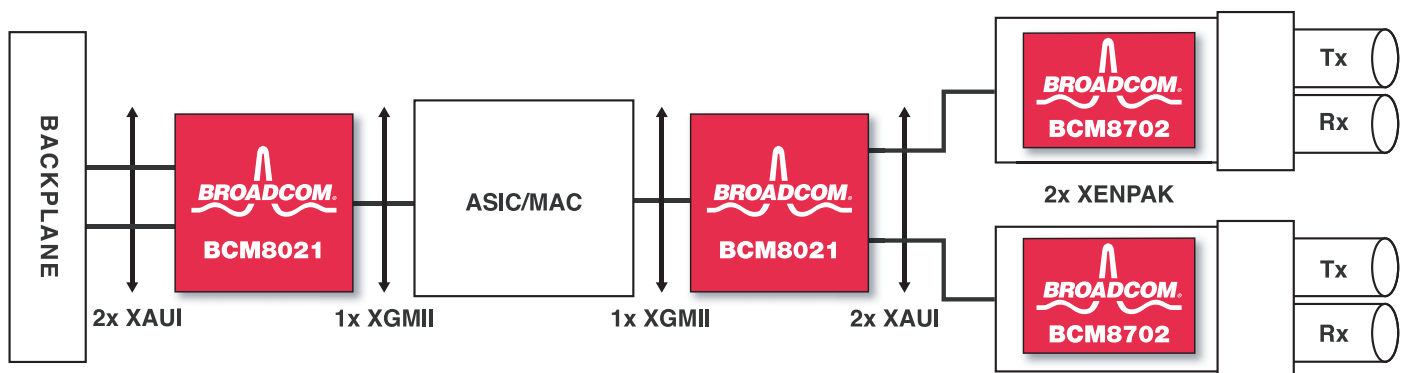 BACKPLANE
2x XAUI
BROADCOM®
BCM8021
1x XGMII
ASIC/MAC
1x XGMII
BROADCOM®
BCM8021
2x XAUI
BROADCOM®
BCM8702
Tx
Rx
2x XENPAK
BROADCOM®
BCM8702
Tx
Rx